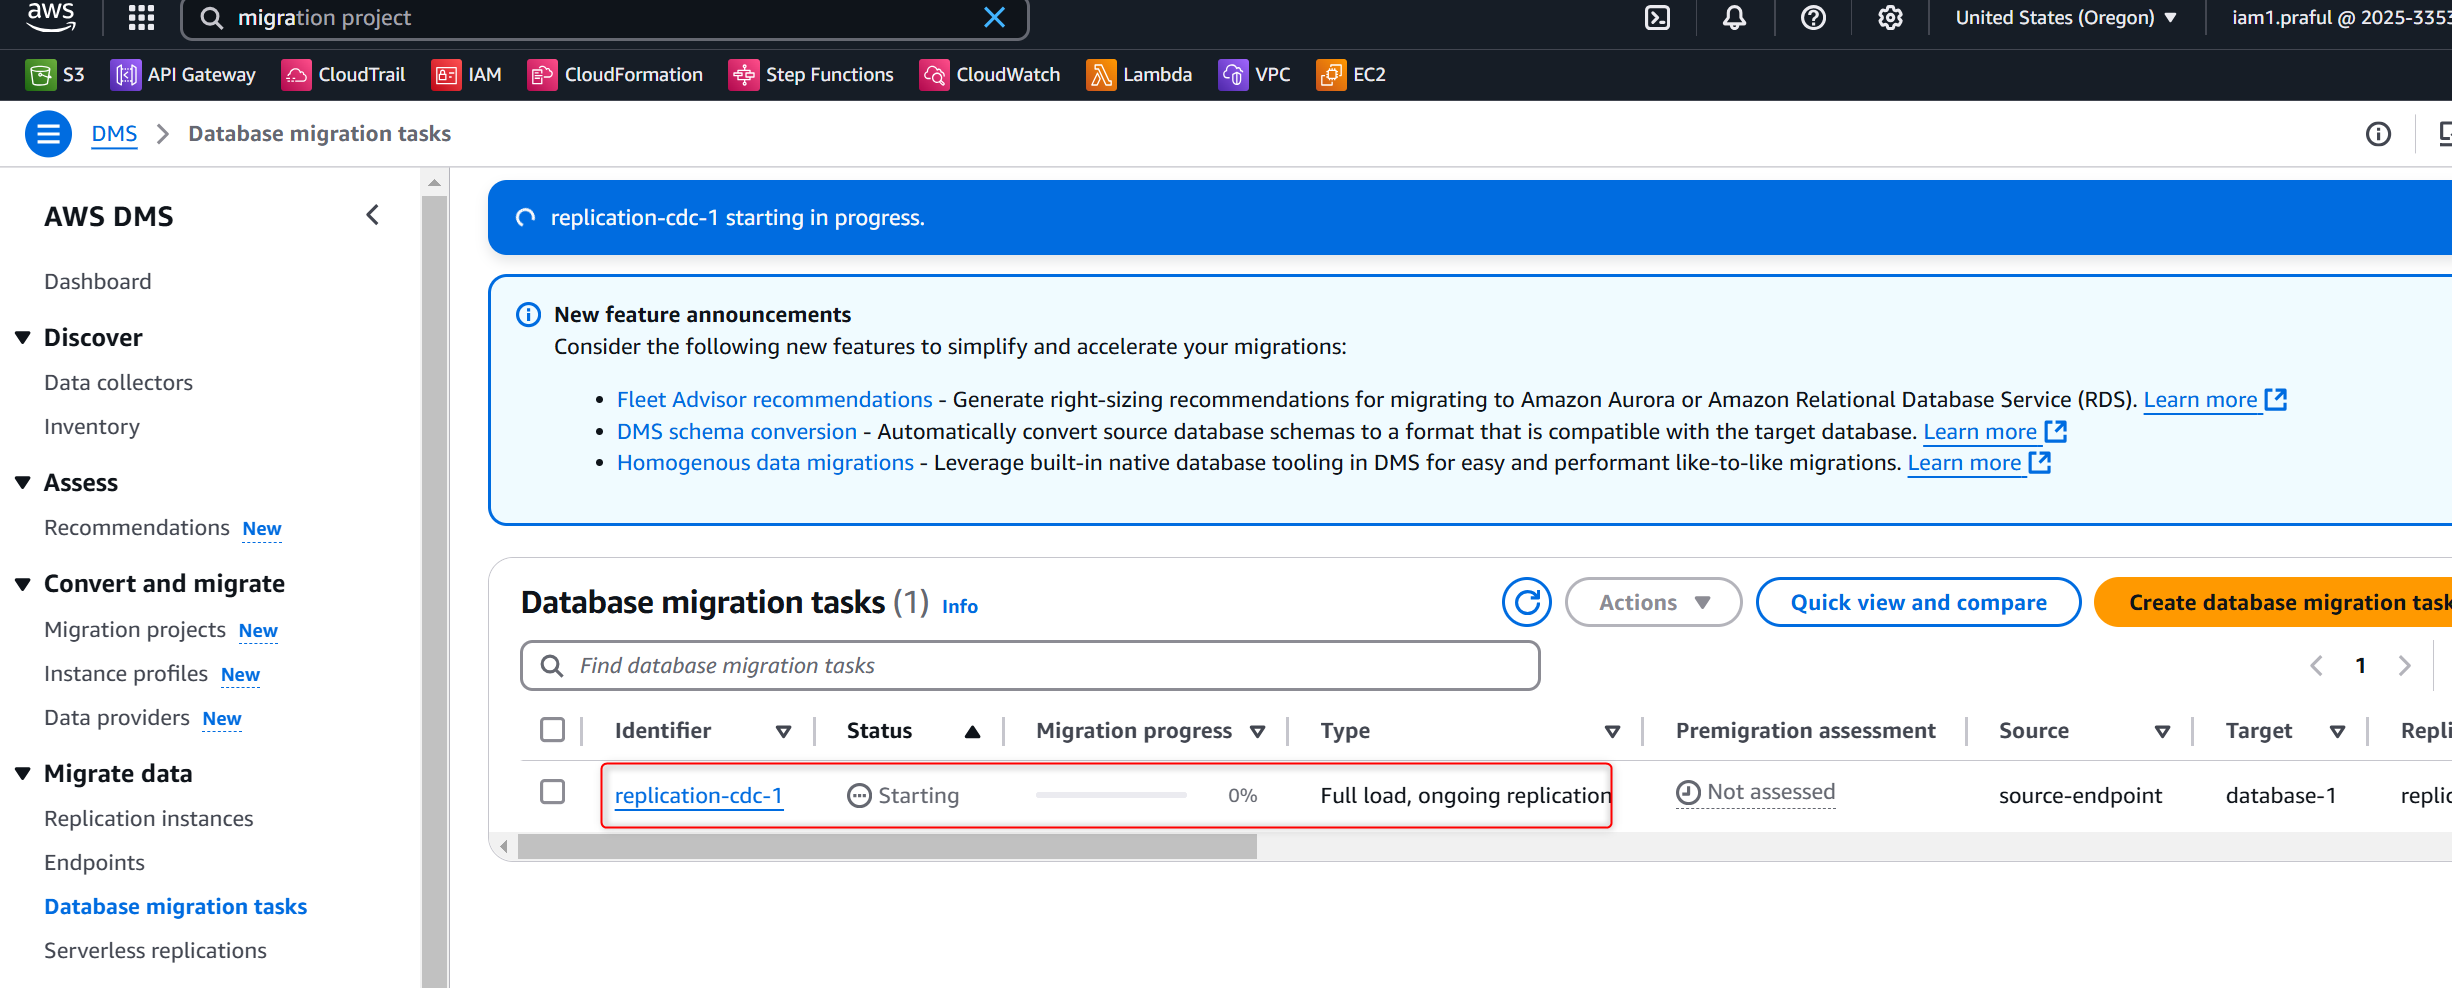 aws
migration project
United States (Oregon)
iam1.praful @ 2025-3353
S3
API Gateway
CloudTrail
IAM
CloudFormation
Step Functions
CloudWatch
Lambda
VPC
EC2
DMS
Database migration tasks
AWS DMS
Dashboard
Discover
Data collectors
Inventory
Assess
Recommendations New
Convert and migrate
Migration projects New
Instance profiles New
Data providers New
Migrate data
Replication instances
Endpoints
Database migration tasks
Serverless replications
replication-cdc-1 starting in progress.
New feature announcements
Consider the following new features to simplify and accelerate your migrations:
• Fleet Advisor recommendations - Generate right-sizing recommendations for migrating to Amazon Aurora or Amazon Relational Database Service (RDS). Learn more
• DMS schema conversion - Automatically convert source database schemas to a format that is compatible with the target database. Learn more
• Homogenous data migrations - Leverage built-in native database tooling in DMS for easy and performant like-to-like migrations. Learn more
Database migration tasks (1) Info
Actions
Quick view and compare
Create database migration task
Find database migration tasks
1
Identifier Status Migration progress Type Premigration assessment Source Target Repli
replication-cdc-1 Starting 0% Full load, ongoing replication Not assessed source-endpoint database-1 replic